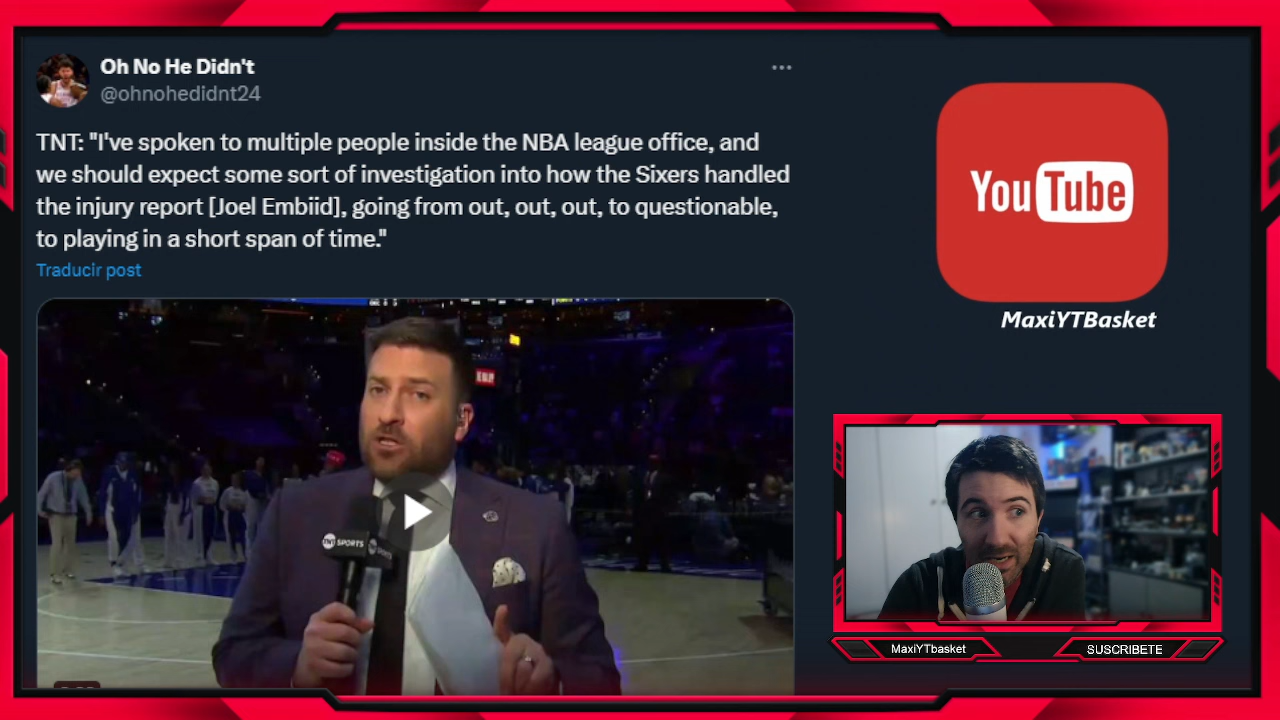 Oh No He Didn't
@ohnohedidnt24
TNT: "I've spoken to multiple people inside the NBA league office, and
we should expect some sort of investigation into how the Sixers handled
the injury report [Joel Embiid], going from out, out, out, to questionable,
to playing in a short span of time."
Traducir post
TNT SPORTS
YouTube
MaxiYTBasket
MaxiYTbasket
SUSCRIBETE